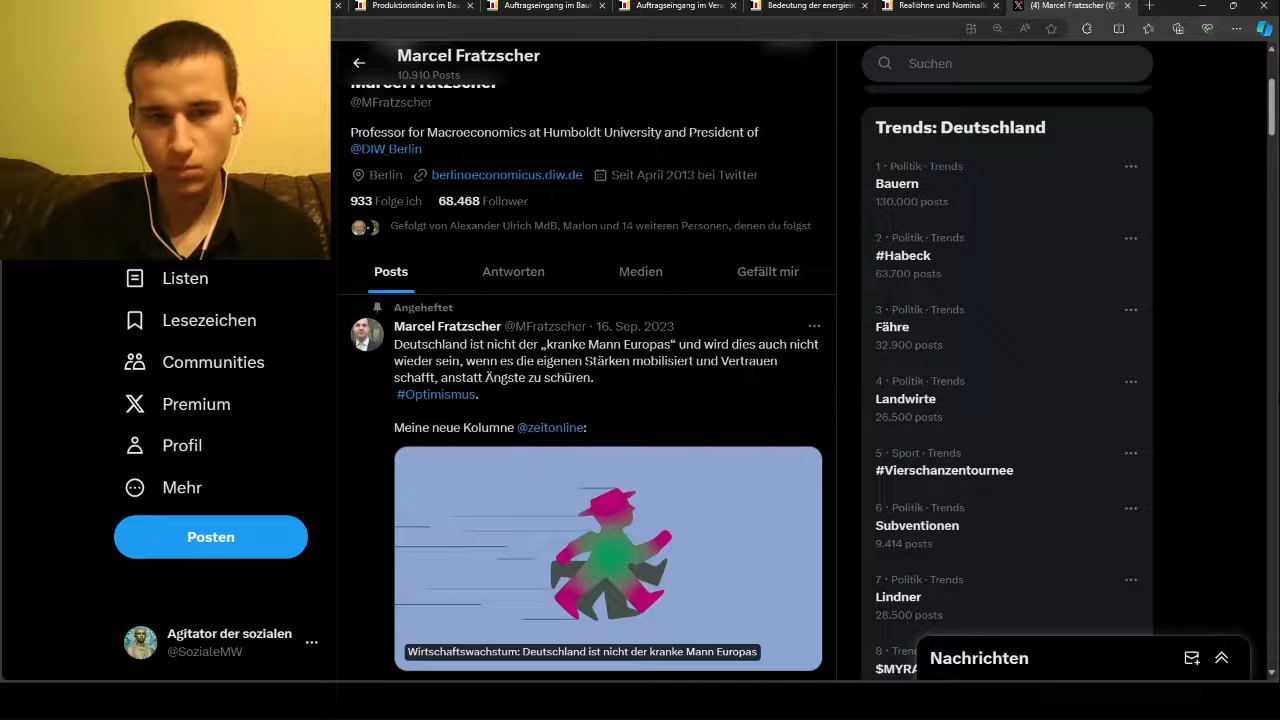 Produktionsindex im Bau
Auftragseingang im Bau
Auftragseingang im Vera
Bedeutung der energiein
Reallöhne und Nominallo
(4) Marcel Fratzscher (@
Marcel Fratzscher
10.910 Posts
Suchen
Marcel Fratzscher
@MFratzscher
Professor for Macroeconomics at Humboldt University and President of
@DIW_Berlin
Berlin berlinoeconomicus.diw.de Seit April 2013 bei Twitter
933 Folge ich 68.468 Follower
Gefolgt von Alexander Ulrich MdB, Marlon und 14 weiteren Personen, denen du folgst
Posts
Antworten
Medien
Gefällt mir
Angeheftet
Marcel Fratzscher @MFratzscher · 16. Sep. 2023
Deutschland ist nicht der „kranke Mann Europas“ und wird dies auch nicht
wieder sein, wenn es die eigenen Stärken mobilisiert und Vertrauen
schafft, anstatt Ängste zu schüren.
#Optimismus.
Meine neue Kolumne @zeitonline:
Wirtschaftswachstum: Deutschland ist nicht der kranke Mann Europas
Listen
Lesezeichen
Communities
Premium
Profil
Mehr
Posten
Agitator der sozialen
@SozialeMW
Trends: Deutschland
1 · Politik · Trends
Bauern
130.000 posts
2 · Politik · Trends
#Habeck
63.700 posts
3 · Politik · Trends
Fähre
32.900 posts
4 · Politik · Trends
Landwirte
26.500 posts
5 · Sport · Trends
#Vierschanzentournee
6 · Politik · Trends
Subventionen
9.414 posts
7 · Politik · Trends
Lindner
28.500 posts
8 · Trend
$MYRA
Nachrichten